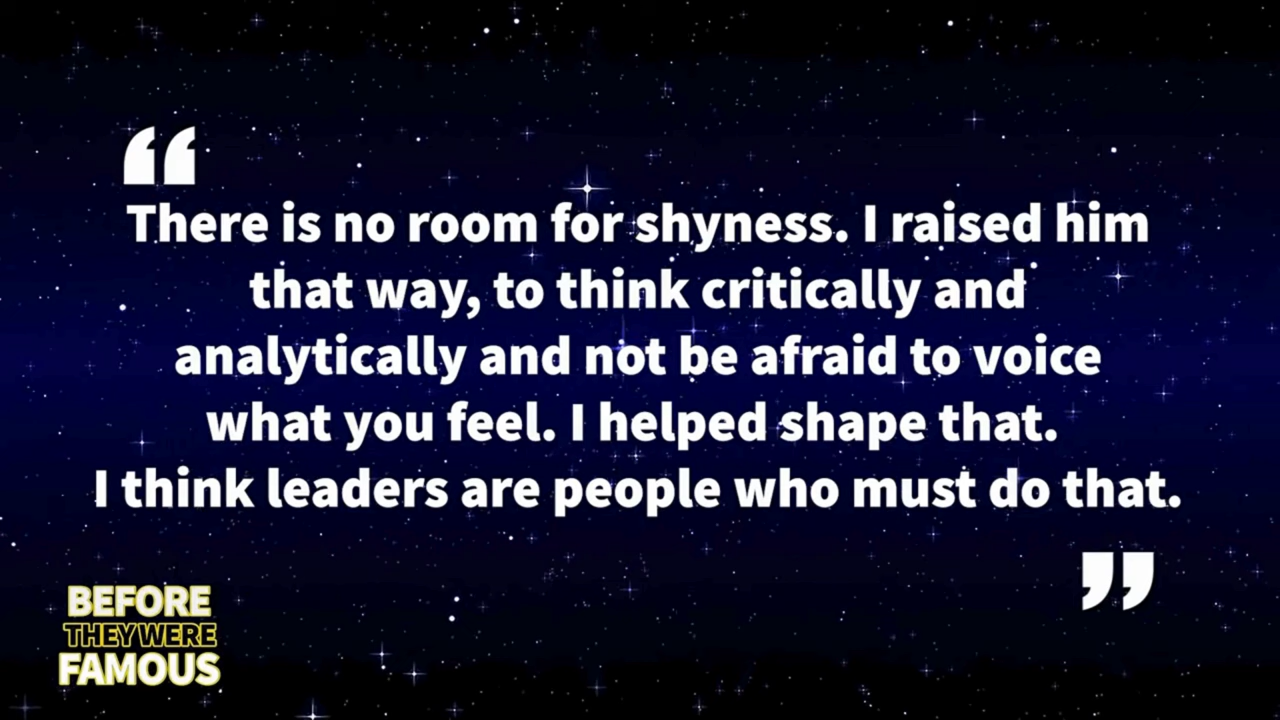 “
There is no room for shyness. I raised him
that way, to think critically and
analytically and not be afraid to voice
what you feel. I helped shape that.
I think leaders are people who must do that.
”
BEFORE
THEY WERE
FAMOUS